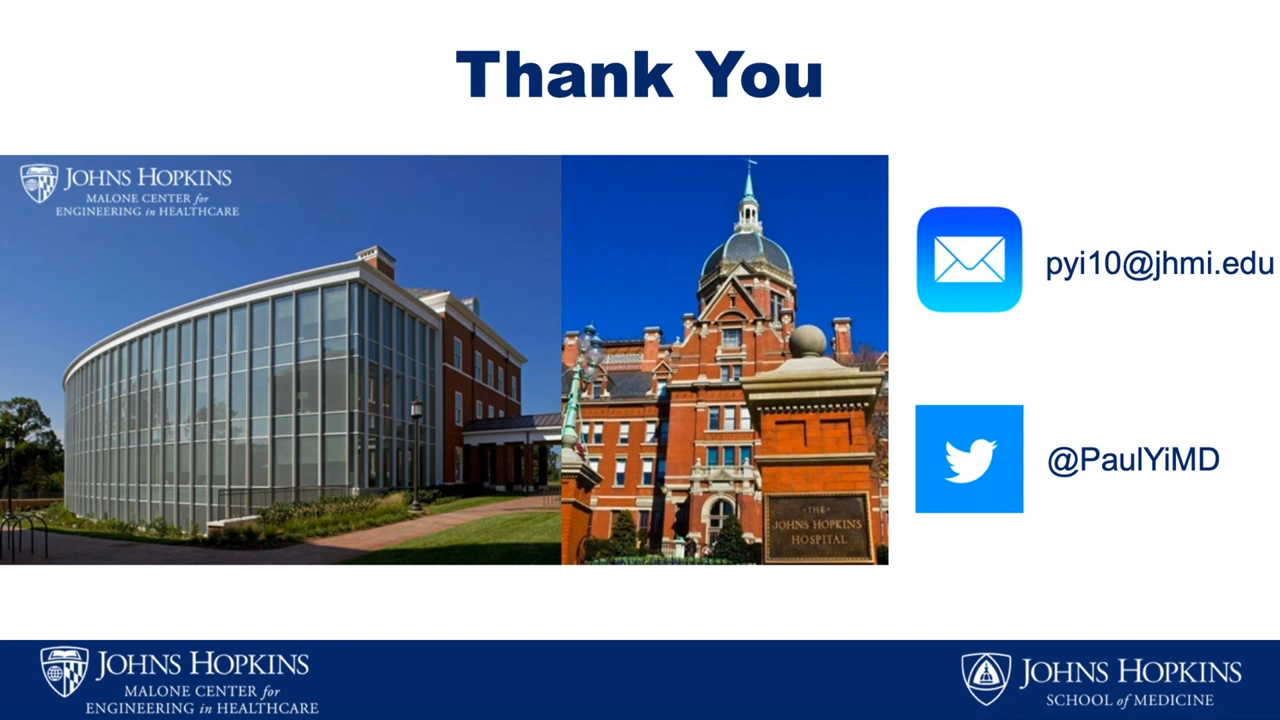 Thank You
JOHNS HOPKINS
MALONE CENTER for
ENGINEERING in HEALTHCARE
pyi10@jhmi.edu
@PaulYiMD
·THE·
JOHNS HOPKINS
HOSPITAL
JOHNS HOPKINS
MALONE CENTER for
ENGINEERING in HEALTHCARE
JOHNS HOPKINS
SCHOOL of MEDICINE